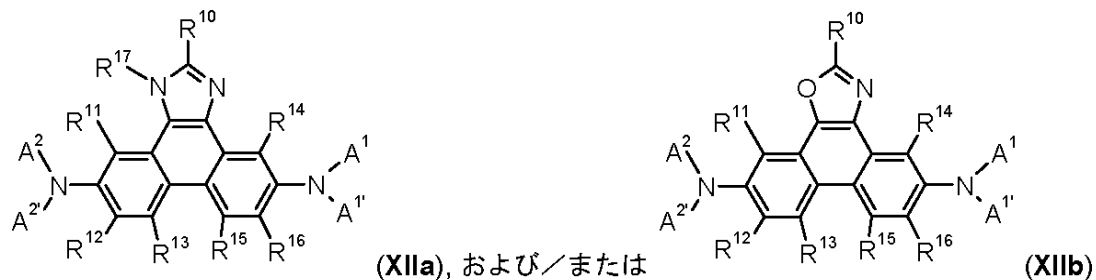 R¹⁰ R¹⁰
R¹⁷ N N O N
R¹¹ R¹⁴ R¹¹ R¹⁴
A² A¹ A² A¹
N N N N
A²' A¹' A²' A¹'
R¹² R¹³ R¹⁵ R¹⁶ R¹² R¹³ R¹⁵ R¹⁶
(XIIa), および／または (XIIb)